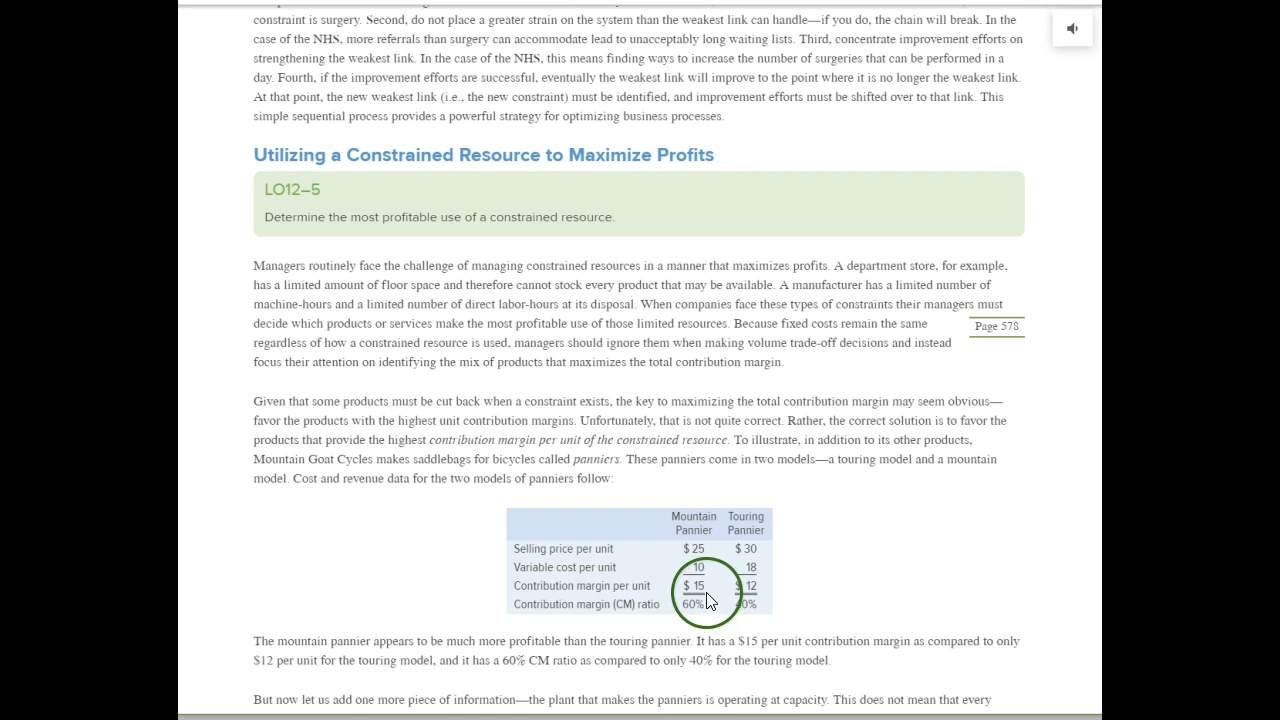 constraint is surgery. Second, do not place a greater strain on the system than the weakest link can handle—if you do, the chain will break. In the
case of the NHS, more referrals than surgery can accommodate lead to unacceptably long waiting lists. Third, concentrate improvement efforts on
strengthening the weakest link. In the case of the NHS, this means finding ways to increase the number of surgeries that can be performed in a
day. Fourth, if the improvement efforts are successful, eventually the weakest link will improve to the point where it is no longer the weakest link.
At that point, the new weakest link (i.e., the new constraint) must be identified, and improvement efforts must be shifted over to that link. This
simple sequential process provides a powerful strategy for optimizing business processes.
Utilizing a Constrained Resource to Maximize Profits
LO12–5
Determine the most profitable use of a constrained resource.
Managers routinely face the challenge of managing constrained resources in a manner that maximizes profits. A department store, for example,
has a limited amount of floor space and therefore cannot stock every product that may be available. A manufacturer has a limited number of
machine-hours and a limited number of direct labor-hours at its disposal. When companies face these types of constraints their managers must
decide which products or services make the most profitable use of those limited resources. Because fixed costs remain the same
Page 578
regardless of how a constrained resource is used, managers should ignore them when making volume trade-off decisions and instead
focus their attention on identifying the mix of products that maximizes the total contribution margin.
Given that some products must be cut back when a constraint exists, the key to maximizing the total contribution margin may seem obvious—
favor the products with the highest unit contribution margins. Unfortunately, that is not quite correct. Rather, the correct solution is to favor the
products that provide the highest contribution margin per unit of the constrained resource. To illustrate, in addition to its other products,
Mountain Goat Cycles makes saddlebags for bicycles called panniers. These panniers come in two models—a touring model and a mountain
model. Cost and revenue data for the two models of panniers follow:
Mountain Touring
Pannier Pannier
Selling price per unit $ 25 $ 30
Variable cost per unit 10 18
Contribution margin per unit $ 15 $ 12
Contribution margin (CM) ratio 60% 40%
The mountain pannier appears to be much more profitable than the touring pannier. It has a $15 per unit contribution margin as compared to only
$12 per unit for the touring model, and it has a 60% CM ratio as compared to only 40% for the touring model.
But now let us add one more piece of information—the plant that makes the panniers is operating at capacity. This does not mean that every